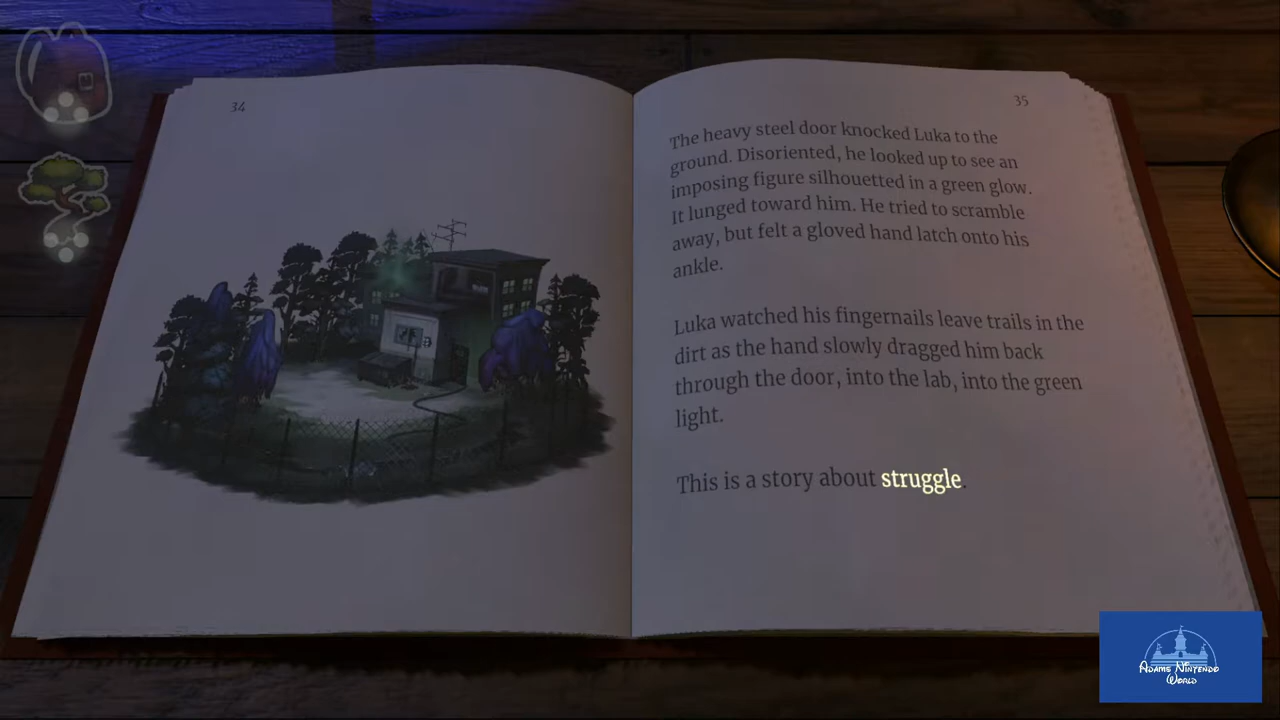 34
35
The heavy steel door knocked Luka to the
ground. Disoriented, he looked up to see an
imposing figure silhouetted in a green glow.
It lunged toward him. He tried to scramble
away, but felt a gloved hand latch onto his
ankle.
Luka watched his fingernails leave trails in the
dirt as the hand slowly dragged him back
through the door, into the lab, into the green
light.
This is a story about struggle.
Adams Nintendo
World